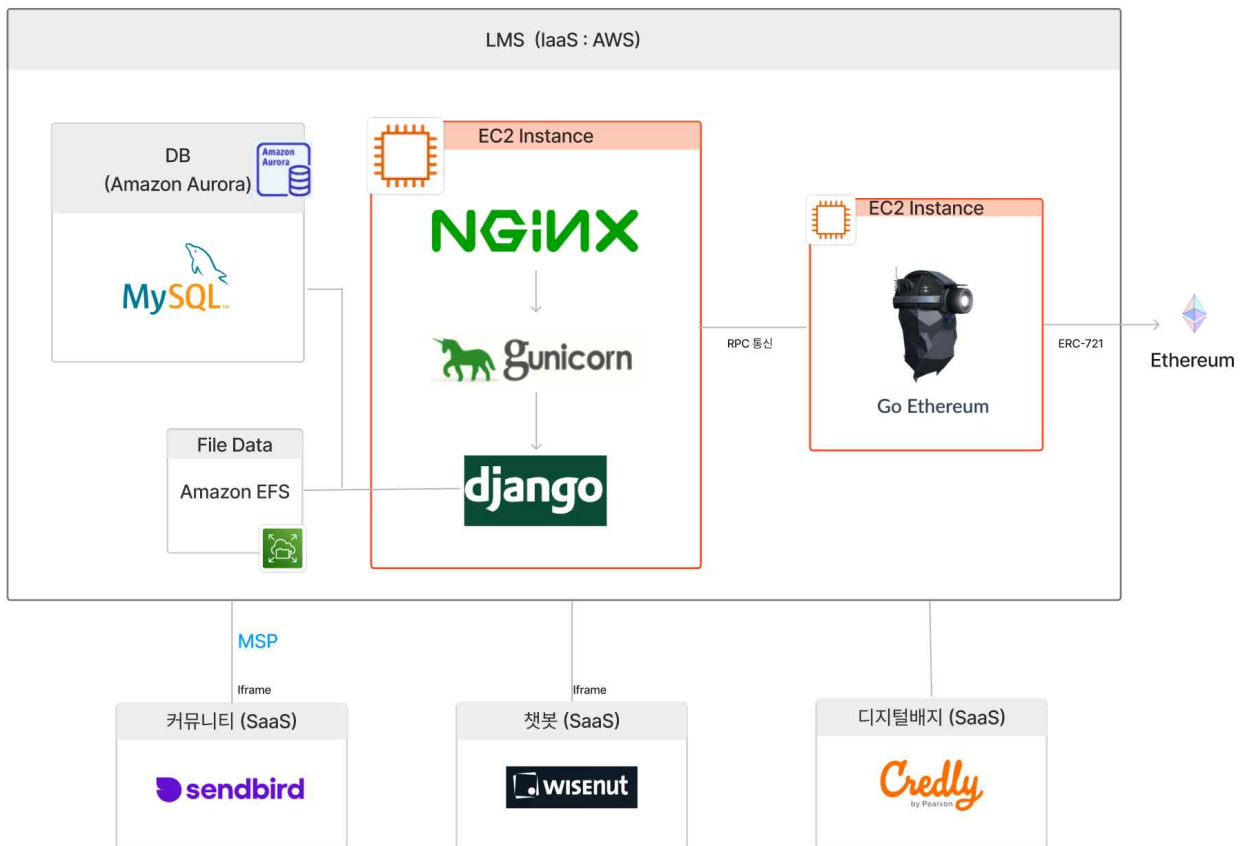 LMS (IaaS : AWS)
DB
(Amazon Aurora)
Amazon
Aurora
MySQL™
File Data
Amazon EFS
EC2 Instance
NGiNX
gunicorn
django
RPC 통신
EC2 Instance
Go Ethereum
ERC-721
Ethereum
MSP
Iframe
커뮤니티 (SaaS)
sendbird
Iframe
챗봇 (SaaS)
WISENUT
디지털배지 (SaaS)
Credly
by Pearson